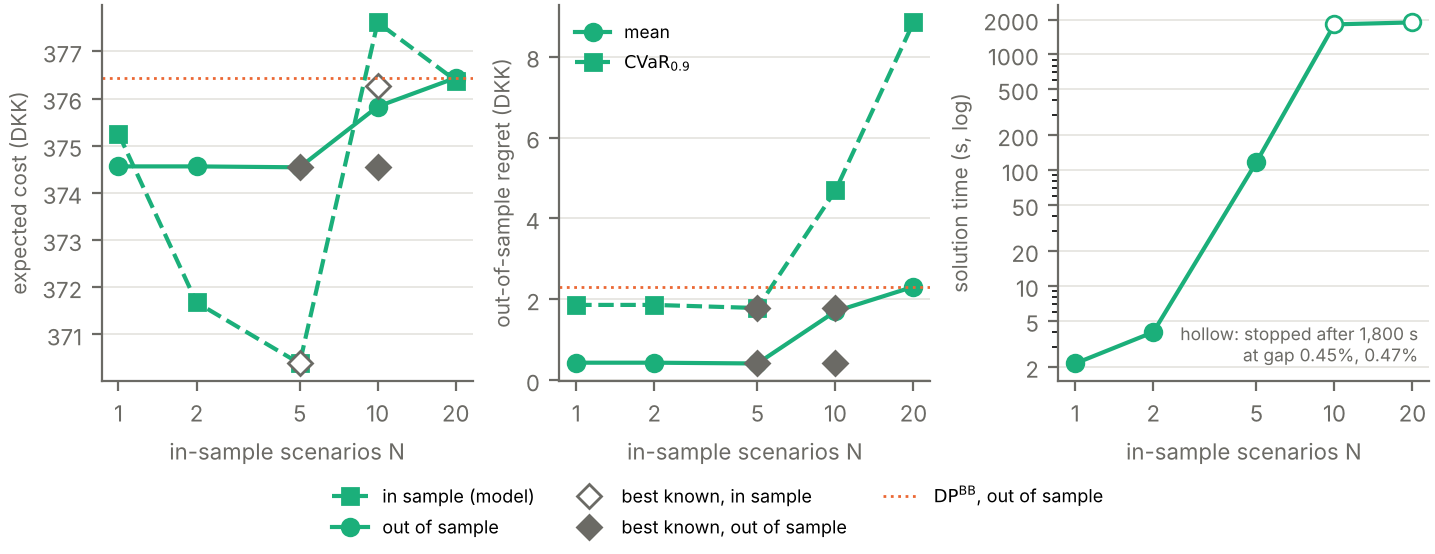 expected cost (DKK)
377
376
375
374
373
372
371
1 2 5 10 20
in-sample scenarios N
out-of-sample regret (DKK)
mean
CVaR0.9
8
6
4
2
0
1 2 5 10 20
in-sample scenarios N
solution time (s, log)
2000
1000
500
200
100
50
20
10
5
2
hollow: stopped after 1,800 s
at gap 0.45%, 0.47%
1 2 5 10 20
in-sample scenarios N
in sample (model)
out of sample
best known, in sample
best known, out of sample
DP^BB, out of sample